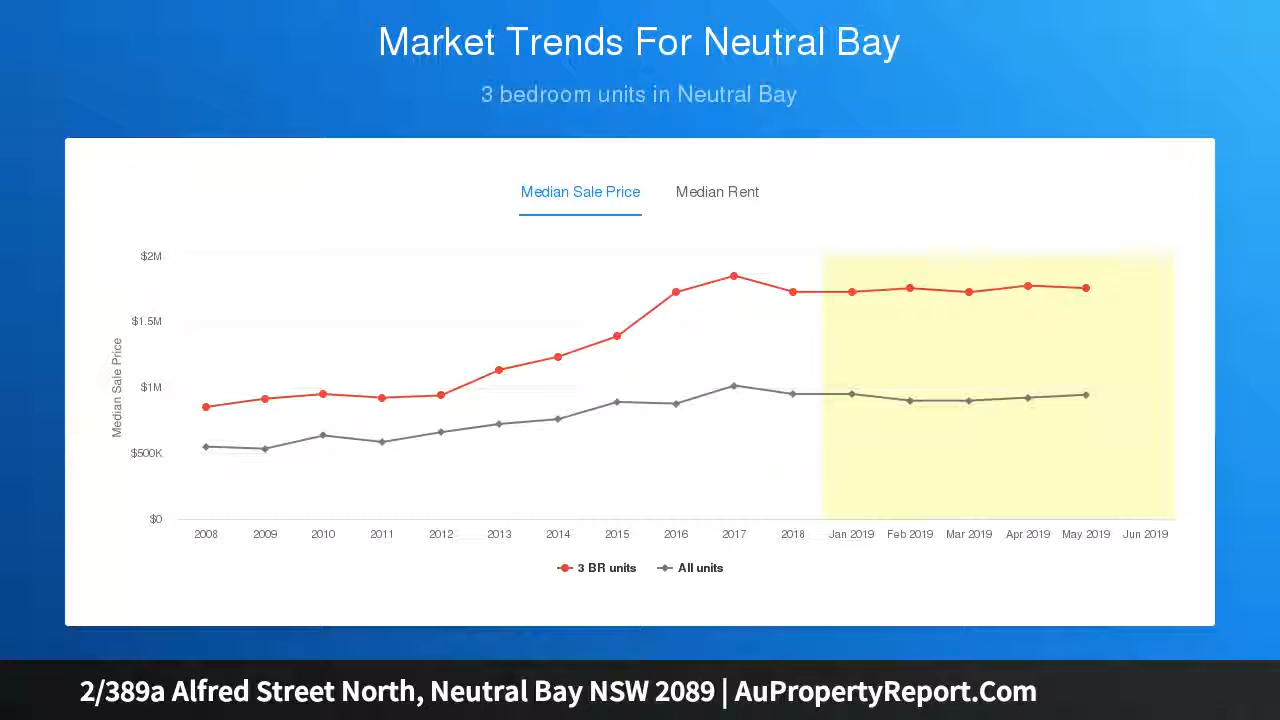 Market Trends For Neutral Bay
3 bedroom units in Neutral Bay
Median Sale Price Median Rent
$2M
$1.5M
$1M
$500K
$0
Median Sale Price
2008 2009 2010 2011 2012 2013 2014 2015 2016 2017 2018 Jan 2019 Feb 2019 Mar 2019 Apr 2019 May 2019 Jun 2019
3 BR units All units
2/389a Alfred Street North, Neutral Bay NSW 2089 | AuPropertyReport.Com